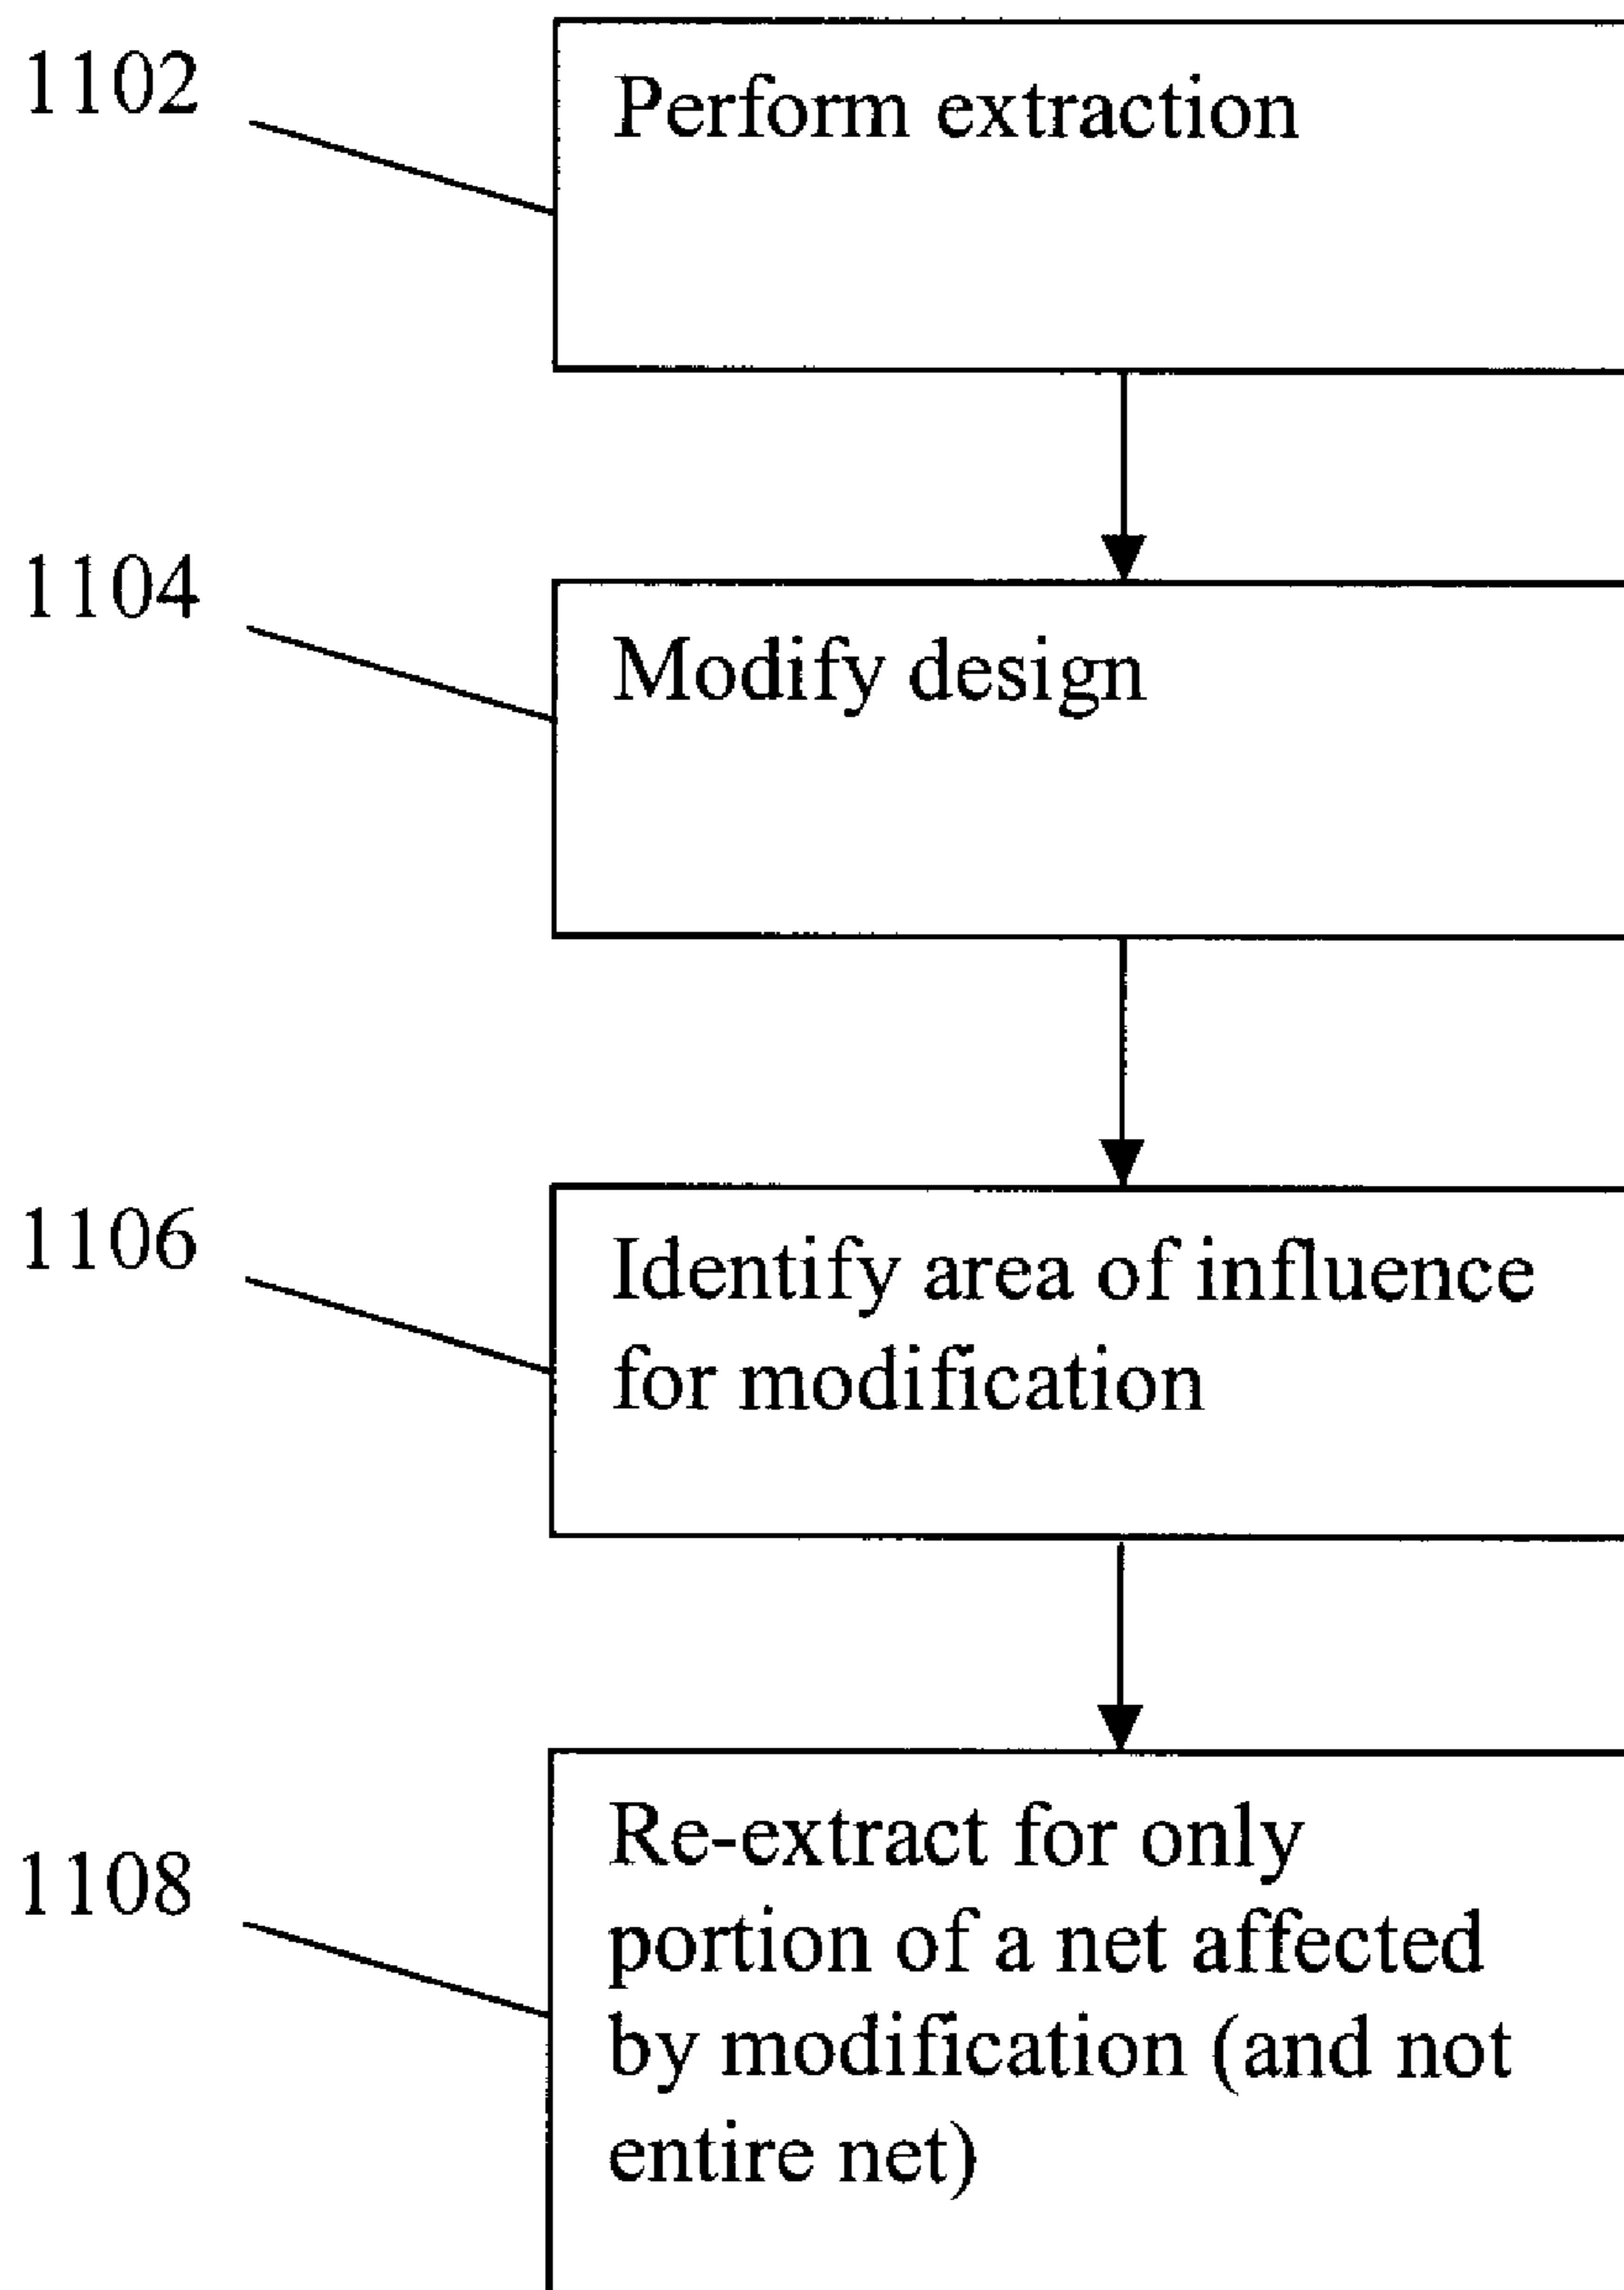 1102
Perform extraction
1104
Modify design
1106
Identify area of influence
for modification
1108
Re-extract for only
portion of a net affected
by modification (and not
entire net)